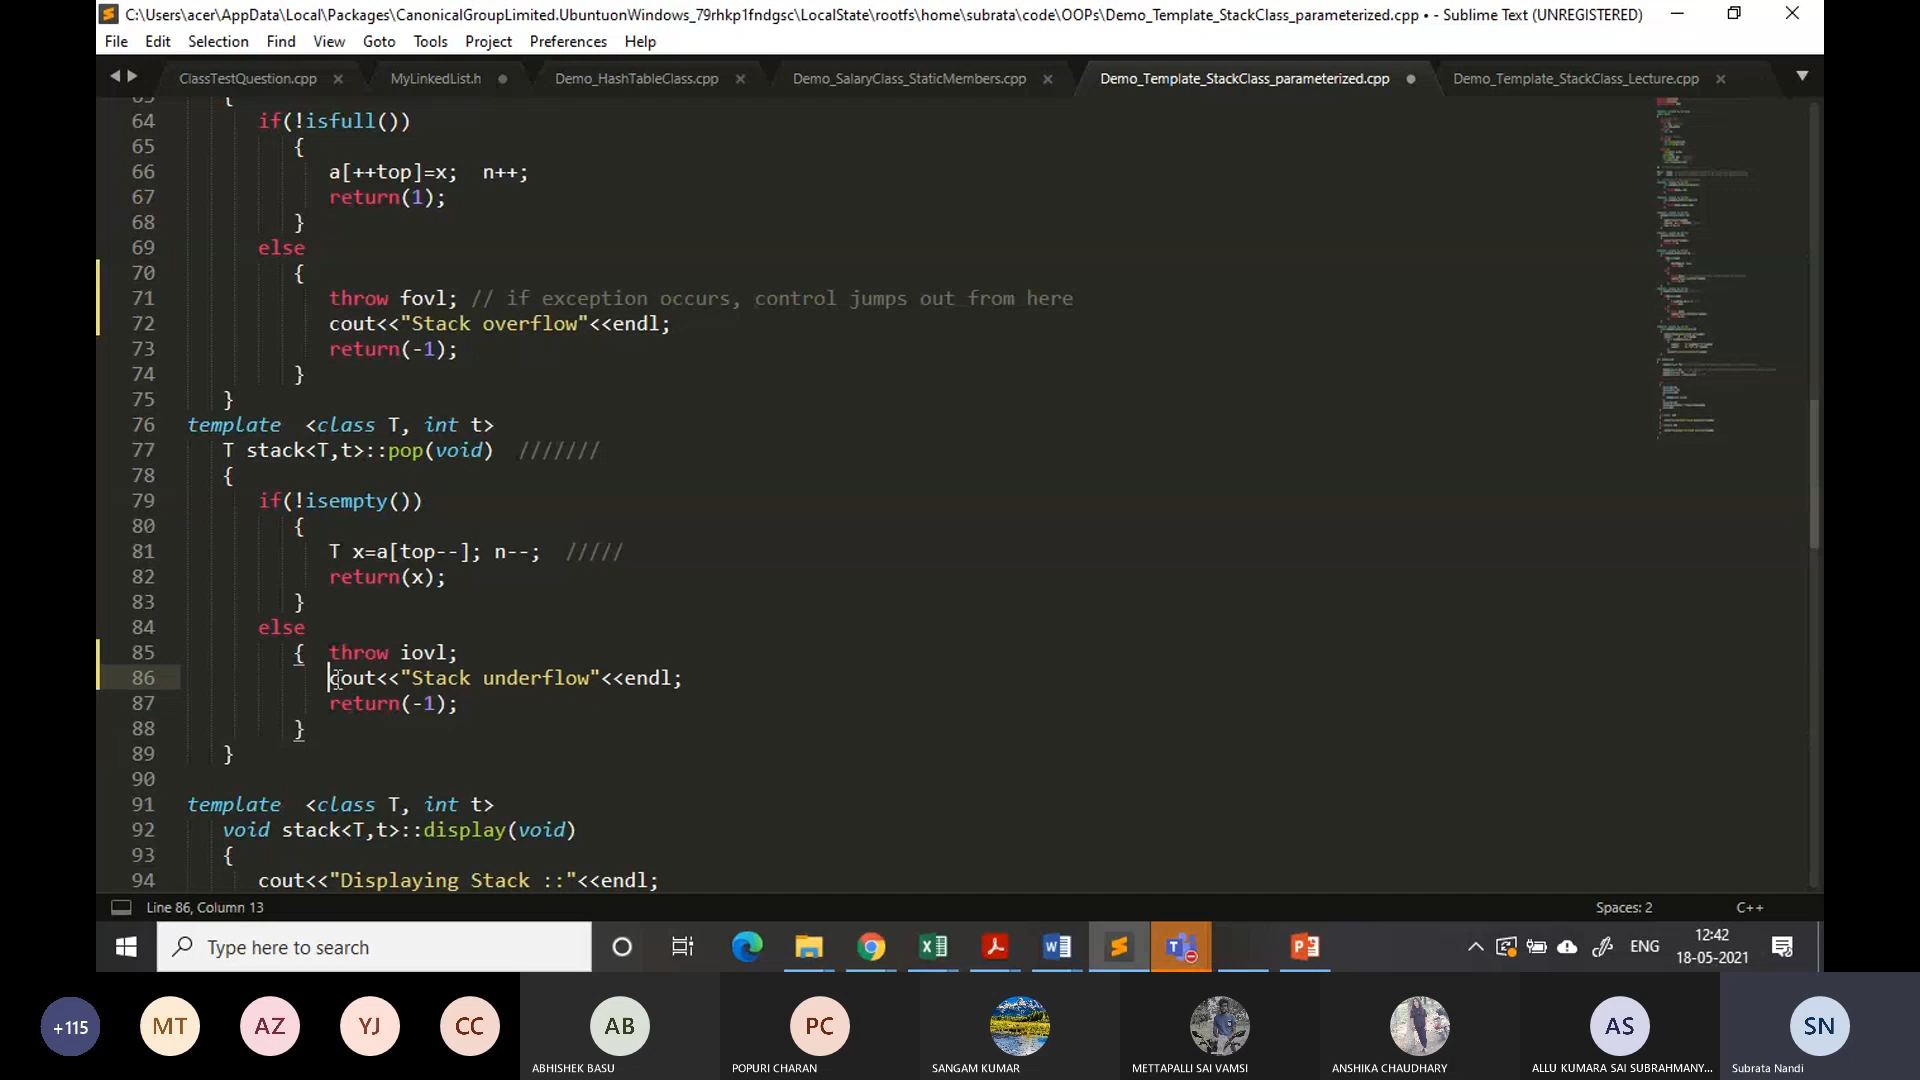 C:\Users\acer\AppData\Local\Packages\CanonicalGroupLimited.UbuntuonWindows_79rhkp1fndgsc\LocalState\rootfs\home\subrata\code\OOPs\Demo_Template_StackClass_parameterized.cpp • - Sublime Text (UNREGISTERED)
File Edit Selection Find View Goto Tools Project Preferences Help
ClassTestQuestion.cpp MyLinkedList.h Demo_HashTableClass.cpp Demo_SalaryClass_StaticMembers.cpp Demo_Template_StackClass_parameterized.cpp Demo_Template_StackClass_Lecture.cpp
63 {
64 if(!isfull())
65 {
66 a[++top]=x; n++;
67 return(1);
68 }
69 else
70 {
71 throw fovl; // if exception occurs, control jumps out from here
72 cout<<"Stack overflow"<<endl;
73 return(-1);
74 }
75 }
76 template <class T, int t>
77 T stack<T,t>::pop(void) ///////
78 {
79 if(!isempty())
80 {
81 T x=a[top--]; n--; /////
82 return(x);
83 }
84 else
85 { throw iovl;
86 cout<<"Stack underflow"<<endl;
87 return(-1);
88 }
89 }
90
91 template <class T, int t>
92 void stack<T,t>::display(void)
93 {
94 cout<<"Displaying Stack ::"<<endl;
Line 86, Column 13 Spaces: 2 C++
Type here to search ENG 12:42
18-05-2021
+115 MT AZ YJ CC AB PC AS SN
ABHISHEK BASU POPURI CHARAN SANGAM KUMAR METTAPALLI SAI VAMSI ANSHIKA CHAUDHARY ALLU KUMARA SAI SUBRAHMANY... Subrata Nandi